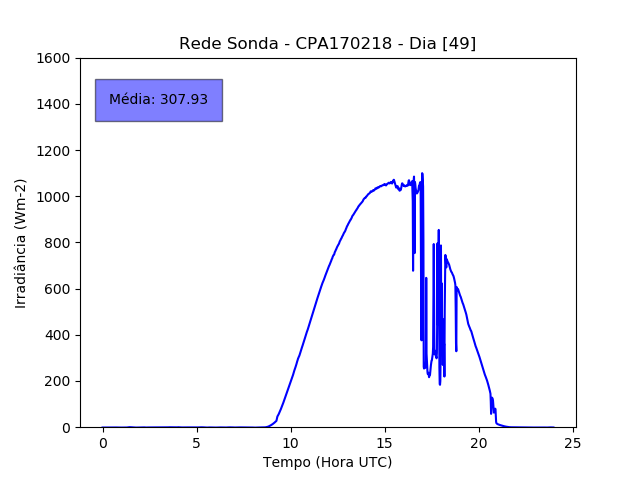 Rede Sonda - CPA170218 - Dia [49]
1600
1400
1200
1000
800
600
400
200
0
Irradiância (Wm-2)
Média: 307.93
0 5 10 15 20 25
Tempo (Hora UTC)